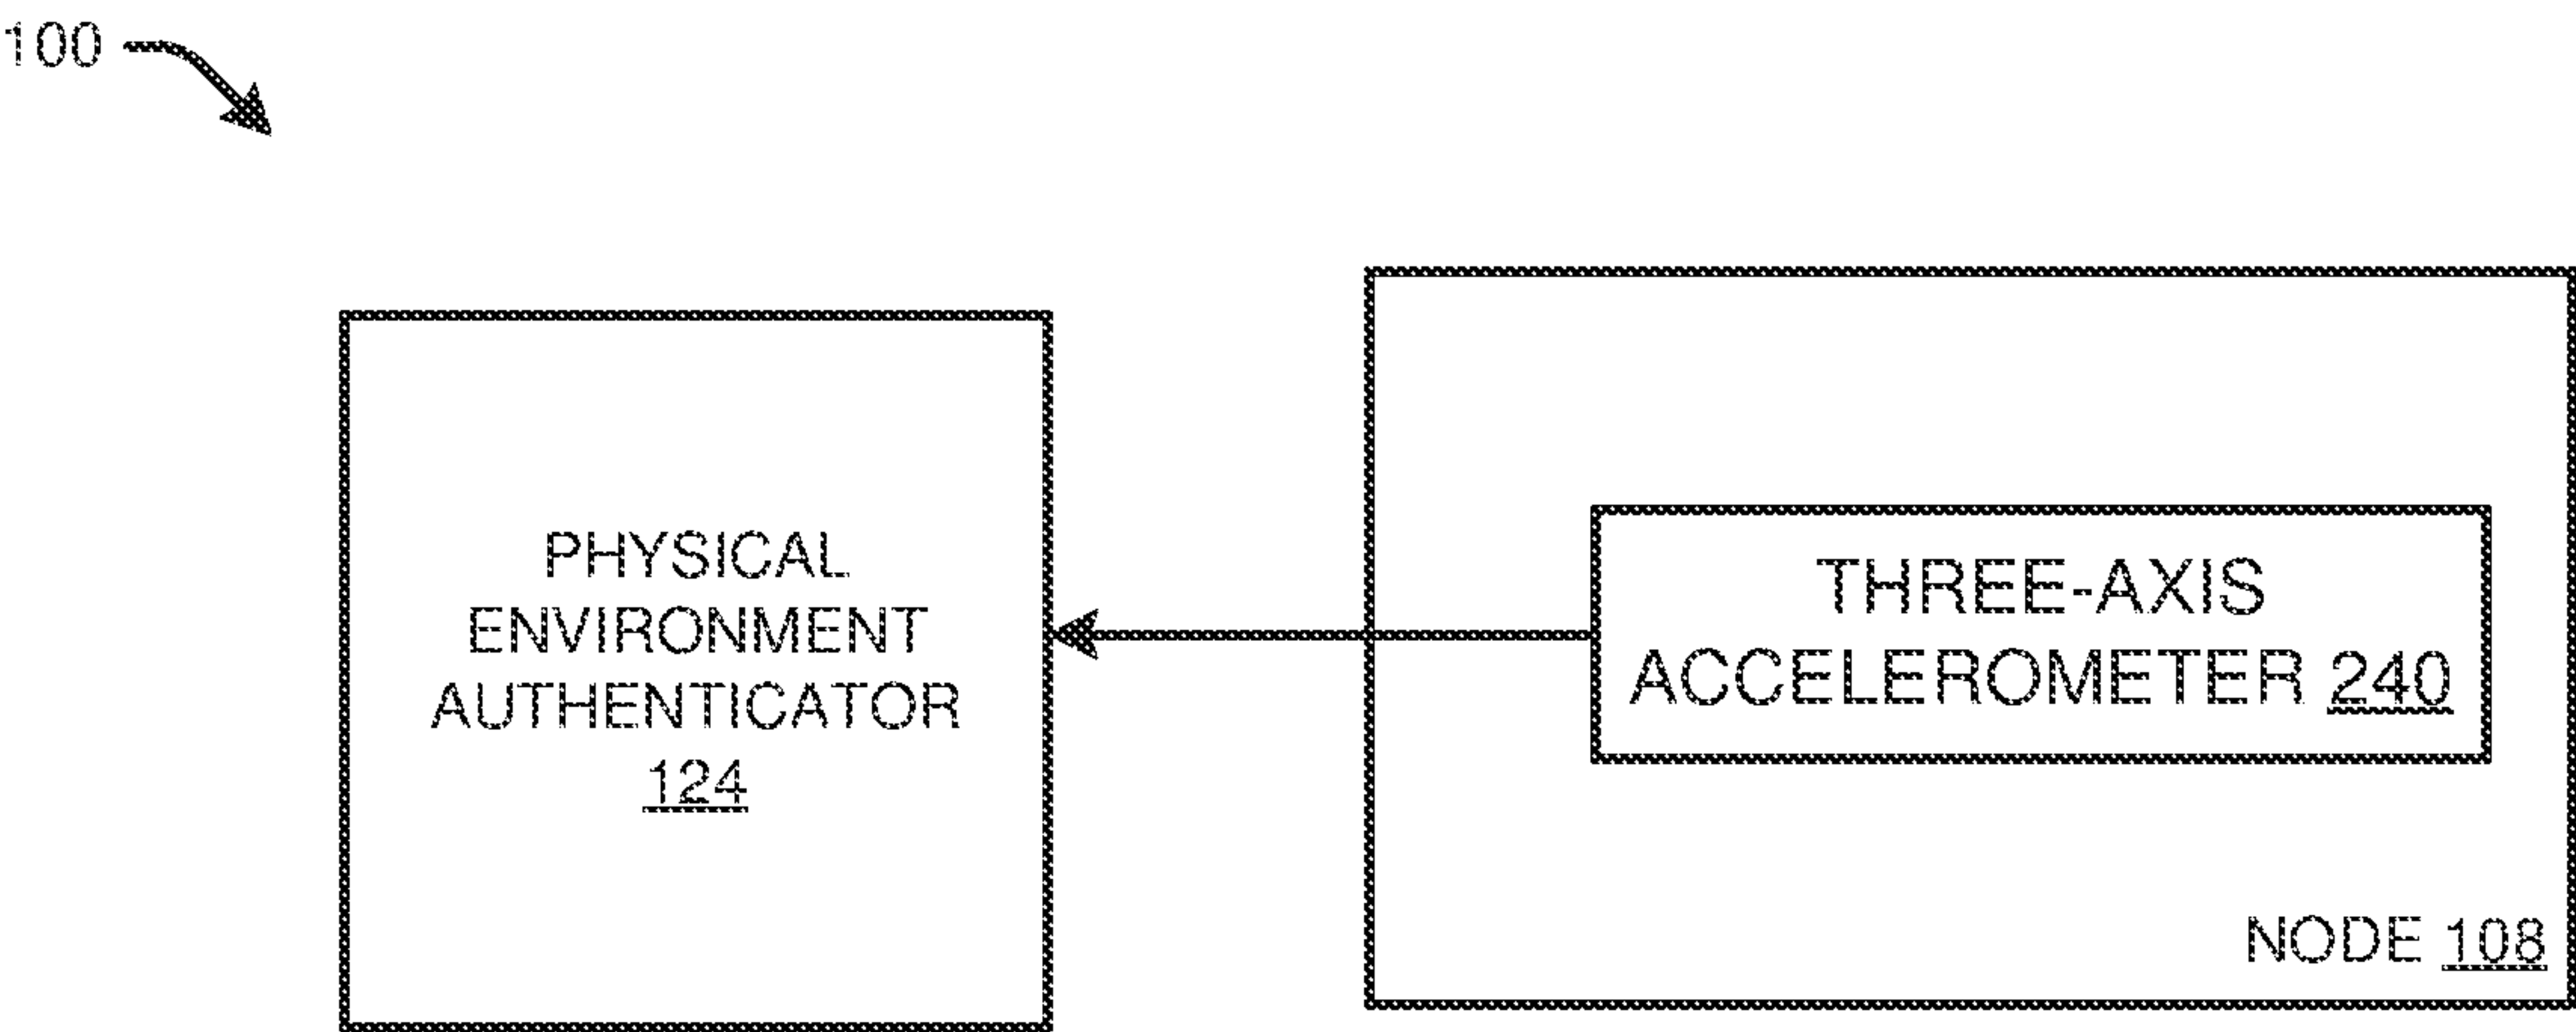 100
PHYSICAL
ENVIRONMENT
AUTHENTICATOR
124
THREE-AXIS
ACCELEROMETER 240
NODE 108